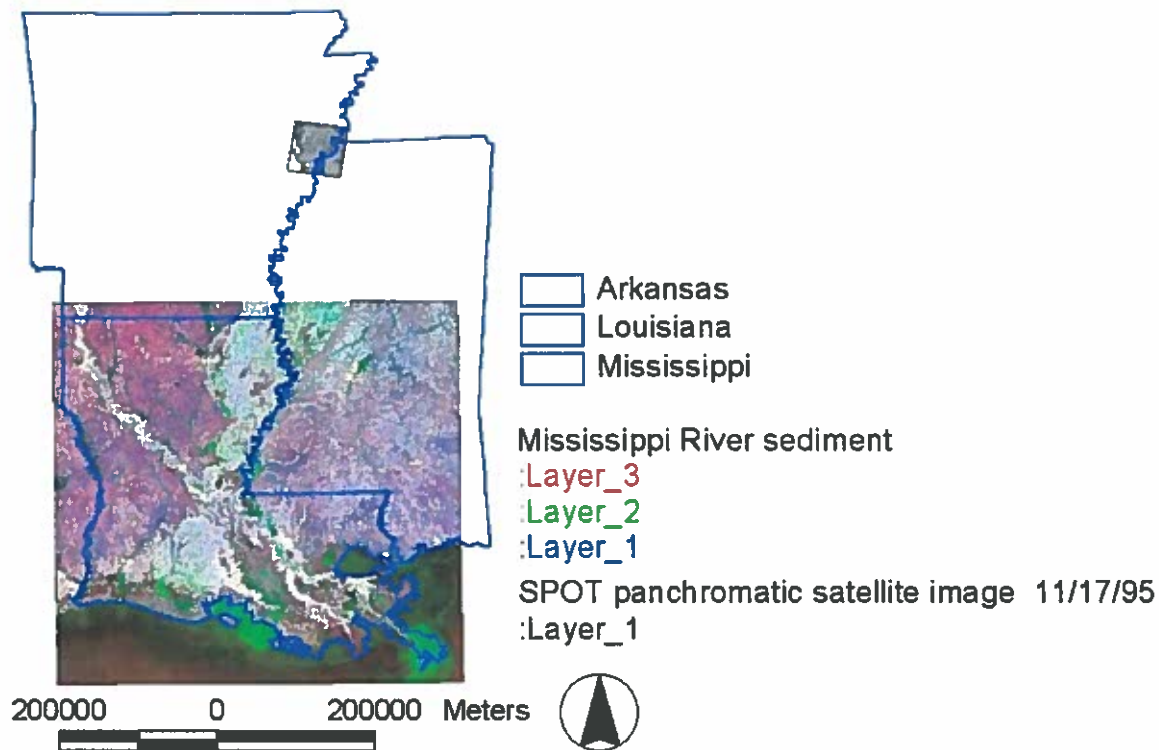 Arkansas
Louisiana
Mississippi
Mississippi River sediment
:Layer_3
:Layer_2
:Layer_1
SPOT panchromatic satellite image 11/17/95
:Layer_1
200000 0 200000 Meters